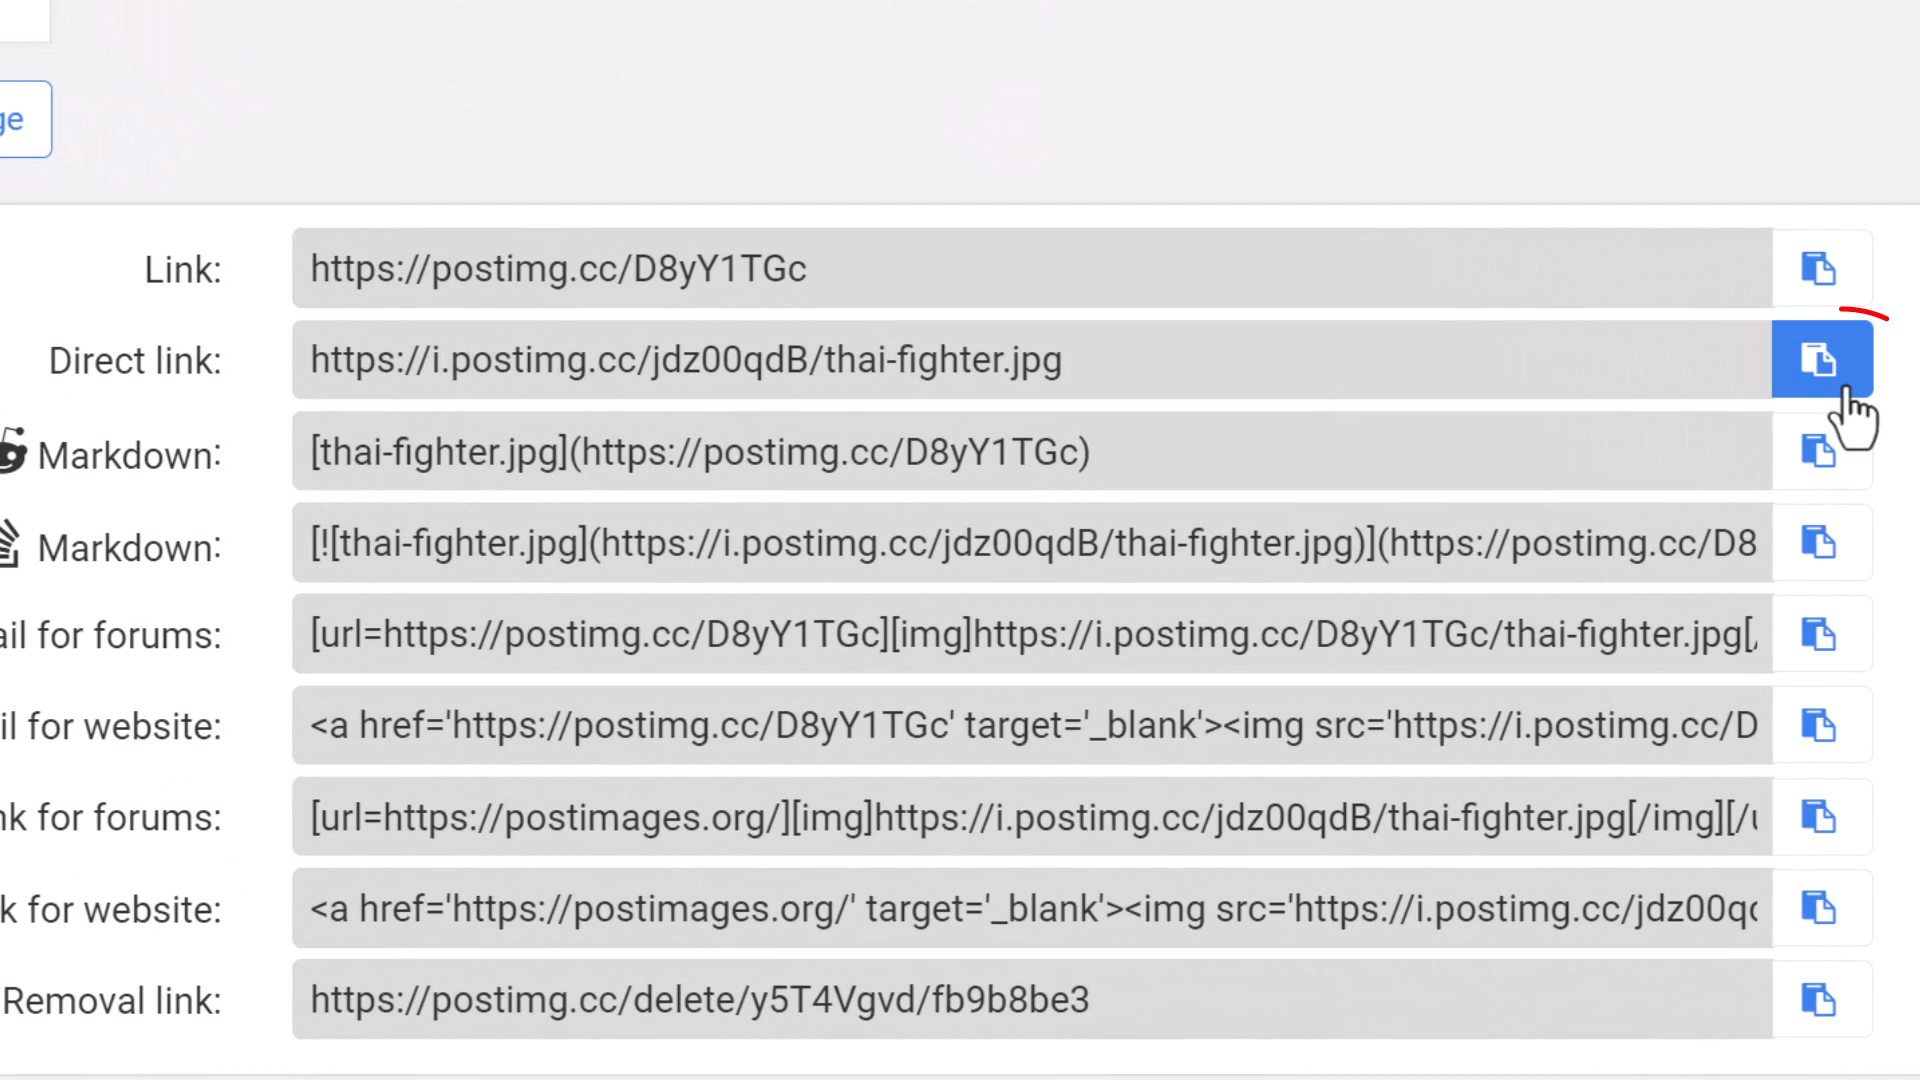 ge
Link: https://postimg.cc/D8yY1TGc
Direct link: https://i.postimg.cc/jdz00qdB/thai-fighter.jpg
Markdown: [thai-fighter.jpg](https://postimg.cc/D8yY1TGc)
Markdown: [![thai-fighter.jpg](https://i.postimg.cc/jdz00qdB/thai-fighter.jpg)](https://postimg.cc/D8
ail for forums: [url=https://postimg.cc/D8yY1TGc][img]https://i.postimg.cc/D8yY1TGc/thai-fighter.jpg[/
il for website: <a href='https://postimg.cc/D8yY1TGc' target='_blank'><img src='https://i.postimg.cc/D
nk for forums: [url=https://postimages.org/][img]https://i.postimg.cc/jdz00qdB/thai-fighter.jpg[/img][/u
k for website: <a href='https://postimages.org/' target='_blank'><img src='https://i.postimg.cc/jdz00qd
Removal link: https://postimg.cc/delete/y5T4Vgvd/fb9b8be3